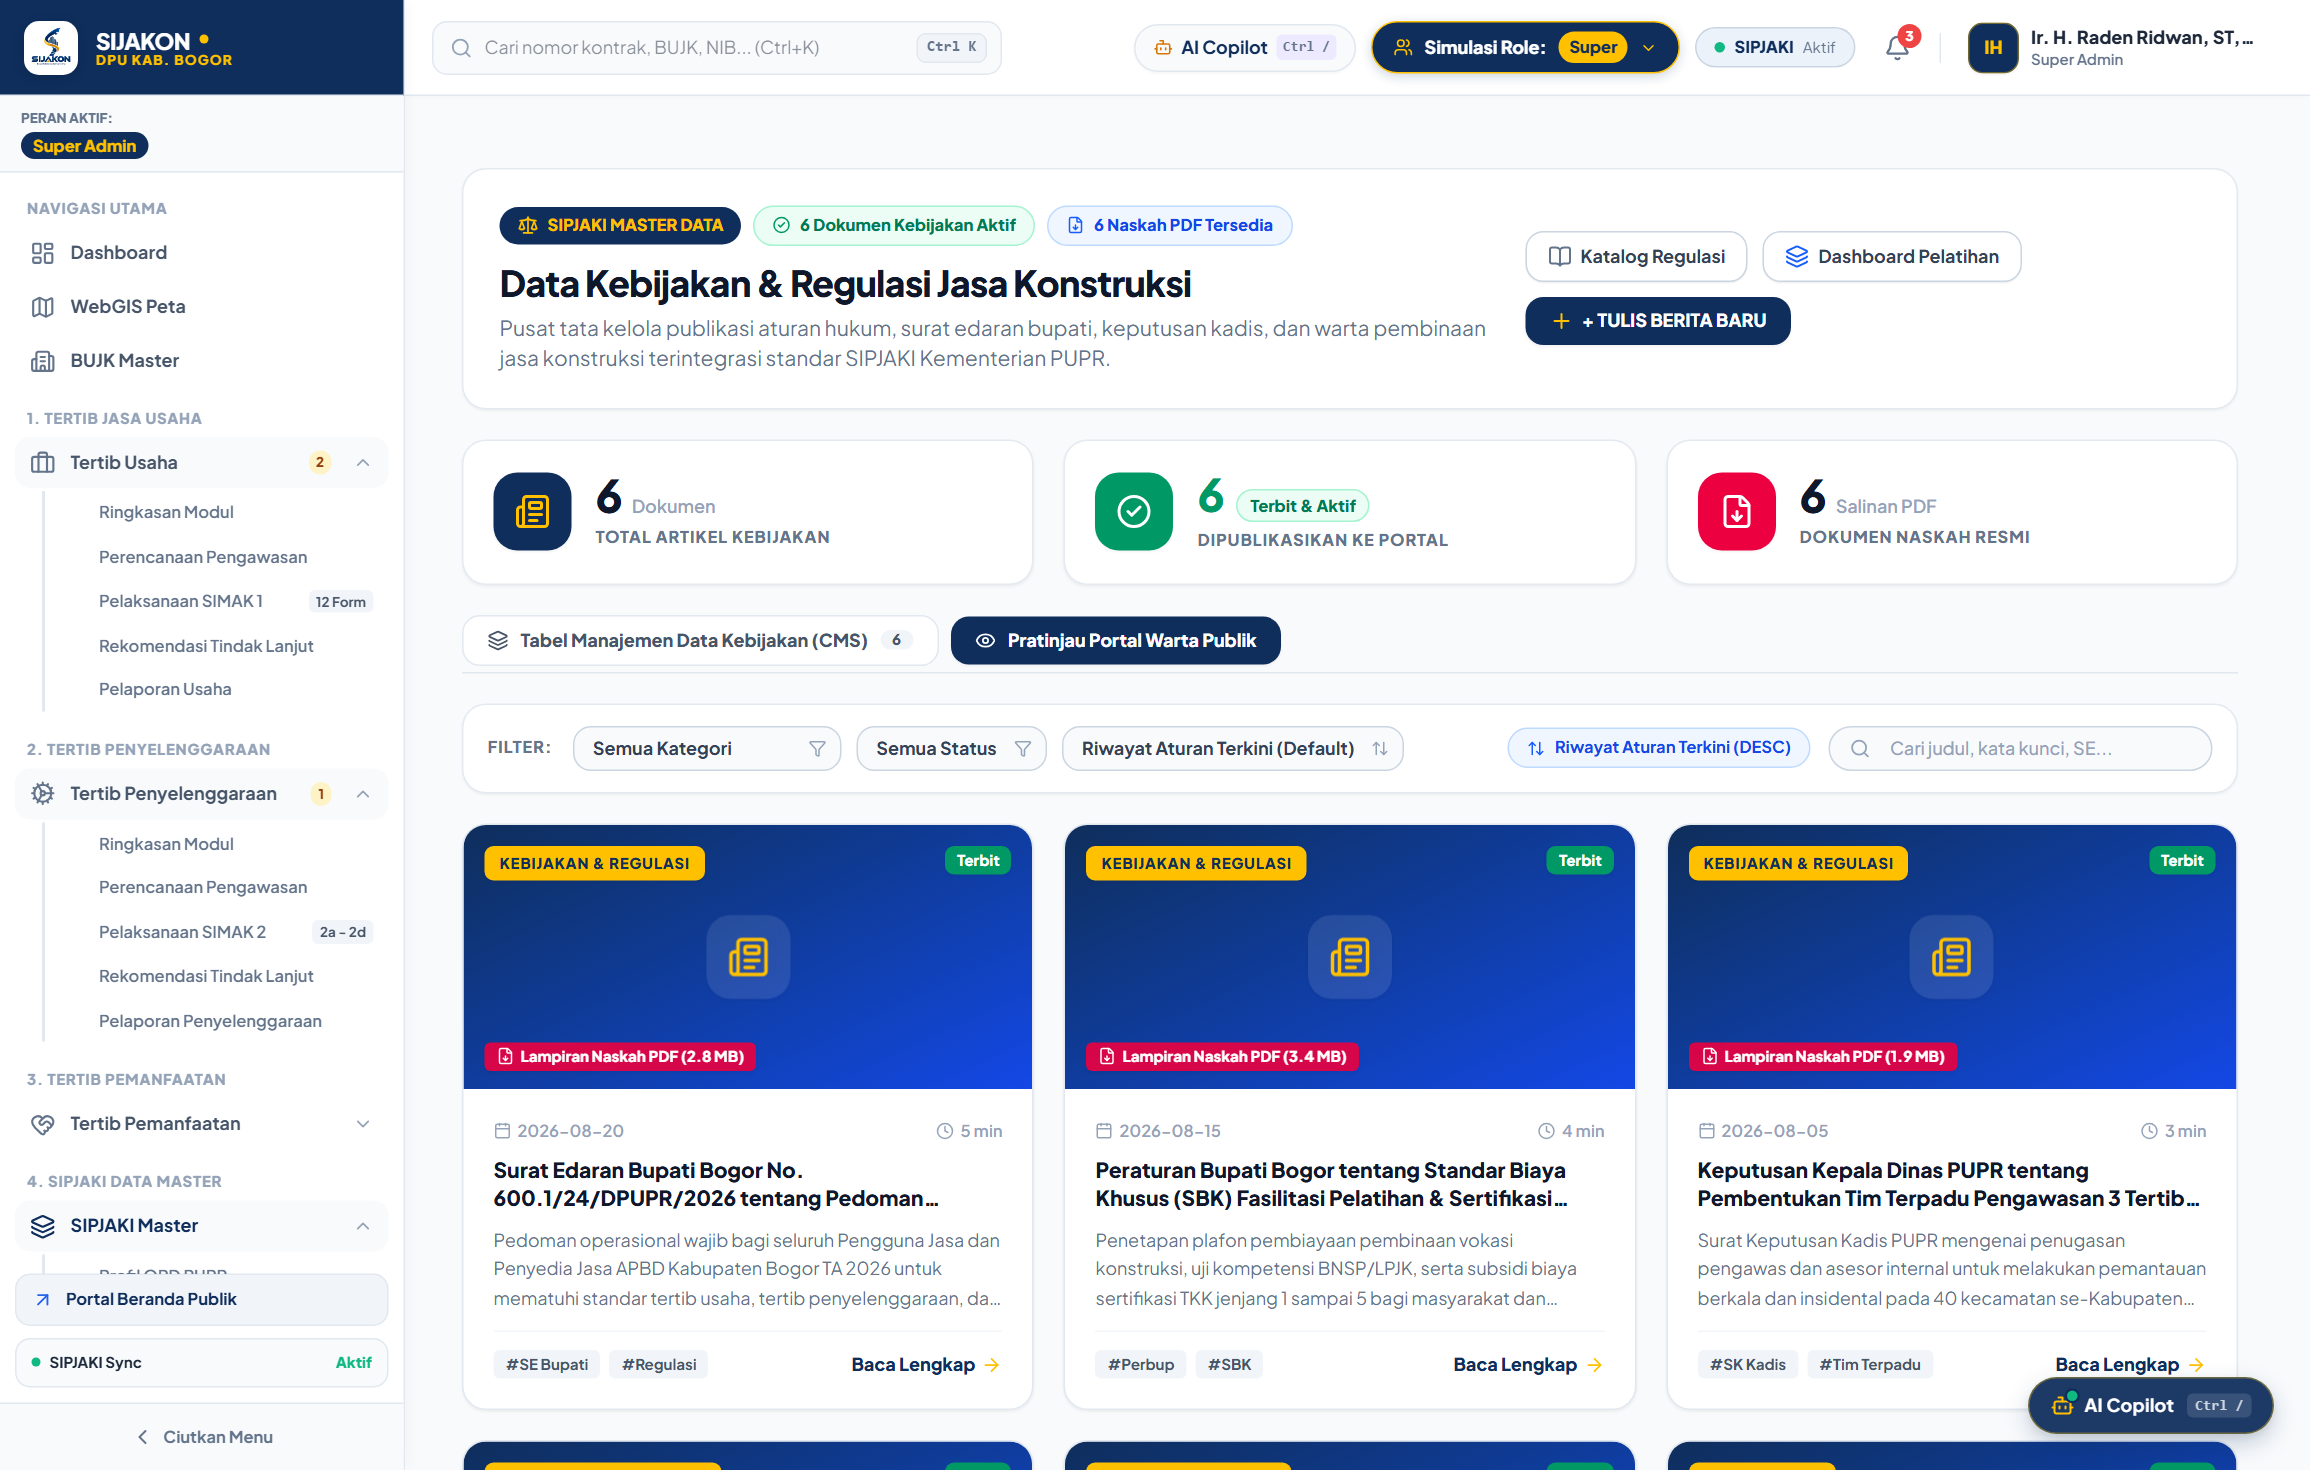 SIJAKON
SIJAKON
DPU KAB. BOGOR
Cari nomor kontrak, BUJK, NIB... (Ctrl+K)
Ctrl K
AI Copilot
Ctrl /
Simulasi Role:
Super
SIPJAKI Aktif
3
IH
Ir. H. Raden Ridwan, ST,...
Super Admin
PERAN AKTIF:
Super Admin
NAVIGASI UTAMA
Dashboard
WebGIS Peta
BUJK Master
1. TERTIB JASA USAHA
Tertib Usaha
2
Ringkasan Modul
Perencanaan Pengawasan
Pelaksanaan SIMAK 1
12 Form
Rekomendasi Tindak Lanjut
Pelaporan Usaha
2. TERTIB PENYELENGGARAAN
Tertib Penyelenggaraan
1
Ringkasan Modul
Perencanaan Pengawasan
Pelaksanaan SIMAK 2
2a - 2d
Rekomendasi Tindak Lanjut
Pelaporan Penyelenggaraan
3. TERTIB PEMANFAATAN
Tertib Pemanfaatan
4. SIPJAKI DATA MASTER
SIPJAKI Master
Profil OPD PUPR
Portal Beranda Publik
SIPJAKI Sync
Aktif
Ciutkan Menu
SIPJAKI MASTER DATA
6 Dokumen Kebijakan Aktif
6 Naskah PDF Tersedia
Data Kebijakan & Regulasi Jasa Konstruksi
Pusat tata kelola publikasi aturan hukum, surat edaran bupati, keputusan kadis, dan warta pembinaan
jasa konstruksi terintegrasi standar SIPJAKI Kementerian PUPR.
Katalog Regulasi
Dashboard Pelatihan
+ TULIS BERITA BARU
6 Dokumen
TOTAL ARTIKEL KEBIJAKAN
6 Terbit & Aktif
DIPUBLIKASIKAN KE PORTAL
6 Salinan PDF
DOKUMEN NASKAH RESMI
Tabel Manajemen Data Kebijakan (CMS) 6
Pratinjau Portal Warta Publik
FILTER:
Semua Kategori
Semua Status
Riwayat Aturan Terkini (Default)
Riwayat Aturan Terkini (DESC)
Cari judul, kata kunci, SE...
KEBIJAKAN & REGULASI
Terbit
Lampiran Naskah PDF (2.8 MB)
2026-08-20
5 min
Surat Edaran Bupati Bogor No.
600.1/24/DPUPR/2026 tentang Pedoman...
Pedoman operasional wajib bagi seluruh Pengguna Jasa dan
Penyedia Jasa APBD Kabupaten Bogor TA 2026 untuk
mematuhi standar tertib usaha, tertib penyelenggaraan, da...
#SE Bupati
#Regulasi
Baca Lengkap
KEBIJAKAN & REGULASI
Terbit
Lampiran Naskah PDF (3.4 MB)
2026-08-15
4 min
Peraturan Bupati Bogor tentang Standar Biaya
Khusus (SBK) Fasilitasi Pelatihan & Sertifikasi...
Penetapan plafon pembiayaan pembinaan vokasi
konstruksi, uji kompetensi BNSP/LPJK, serta subsidi biaya
sertifikasi TKK jenjang 1 sampai 5 bagi masyarakat dan...
#Perbup
#SBK
Baca Lengkap
KEBIJAKAN & REGULASI
Terbit
Lampiran Naskah PDF (1.9 MB)
2026-08-05
3 min
Keputusan Kepala Dinas PUPR tentang
Pembentukan Tim Terpadu Pengawasan 3 Tertib...
Surat Keputusan Kadis PUPR mengenai penugasan
pengawas dan asesor internal untuk melakukan pemantauan
berkala dan insidental pada 40 kecamatan se-Kabupaten...
#SK Kadis
#Tim Terpadu
Baca Lengkap
AI Copilot
Ctrl /